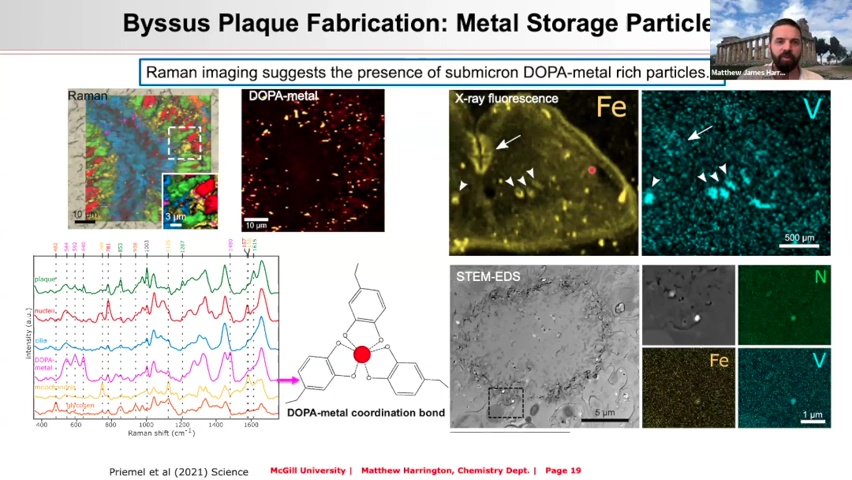 Byssus Plaque Fabrication: Metal Storage Particle
Matthew James Harr...
Raman imaging suggests the presence of submicron DOPA-metal rich particles.
Raman
DOPA-metal
X-ray fluorescence
Fe
V
10 µm
3 µm
10 µm
500 µm
STEM-EDS
N
Fe
V
5 µm
1 µm
plaque
nuclei
cilia
DOPA-
metal
mitochondria
glycogen
Intensity (a.u.)
400 600 800 1000 1200 1400 1600
Raman shift (cm⁻¹)
DOPA-metal coordination bond
Priemel et al (2021) Science
McGill University | Matthew Harrington, Chemistry Dept. | Page 19